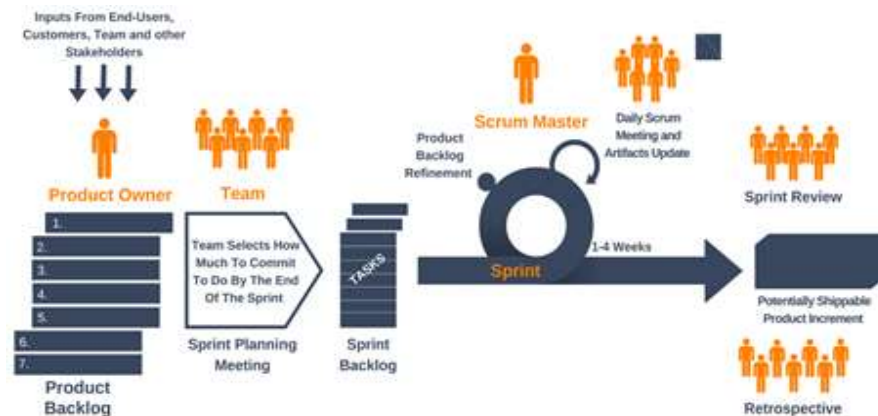 Inputs From End-Users,
Customers, Team and other
Stakeholders
Product Owner
Team
1.
2.
3.
4.
5.
6.
7.
Product
Backlog
Team Selects How
Much To Commit
To Do By The End
Of The Sprint
Sprint Planning
Meeting
TASKS
Sprint
Backlog
Product
Backlog
Refinement
Scrum Master
Daily Scrum
Meeting and
Artifacts Update
Sprint
1-4 Weeks
Sprint Review
Potentially Shippable
Product Increment
Retrospective